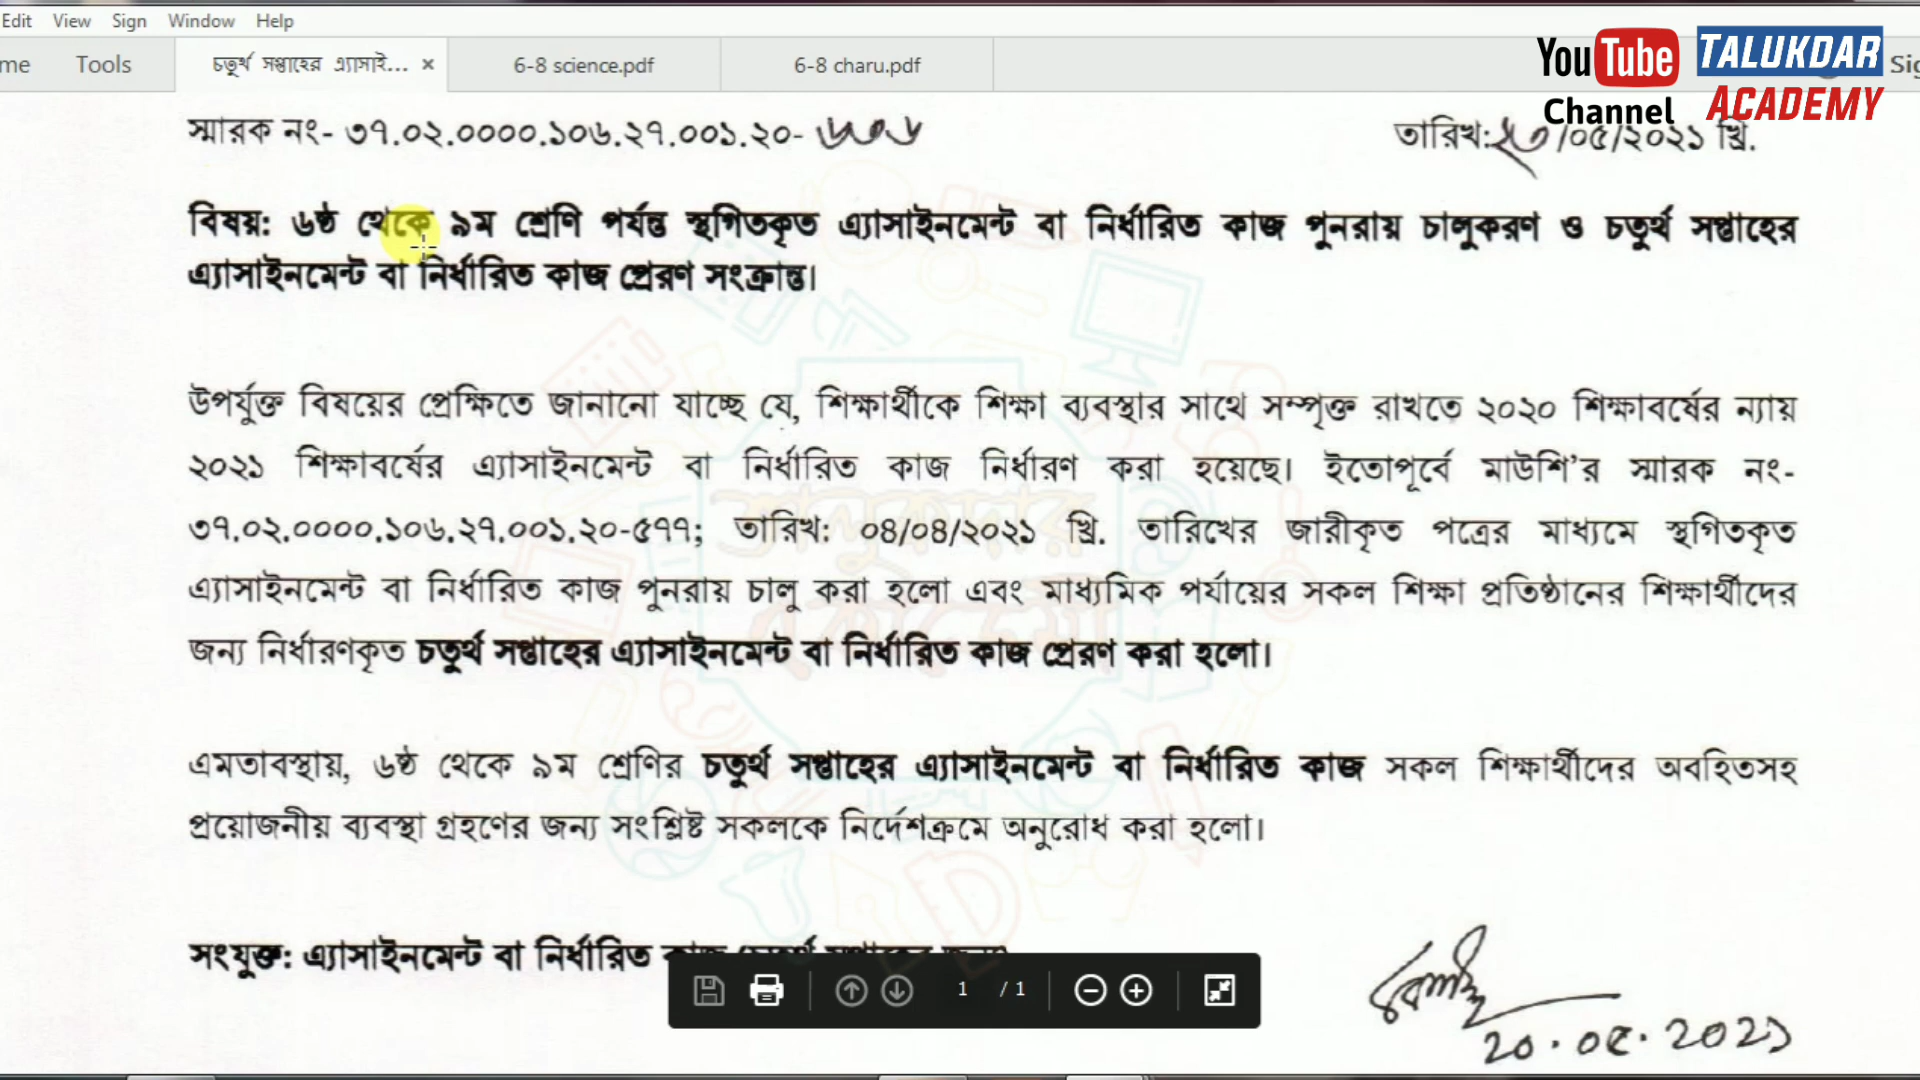 Edit View Sign Window Help
me Tools চতুর্থ সপ্তাহের এ্যাসাই... × 6-8 science.pdf 6-8 charu.pdf Sig
YouTube Channel TALUKDAR ACADEMY
স্মারক নং- ৩৭.০২.০০০০.১০৬.২৭.০০১.২০- তারিখ: ২০/০৫/২০২১ খ্রি.
বিষয়: ৬ষ্ঠ থেকে ৯ম শ্রেণি পর্যন্ত স্থগিতকৃত এ্যাসাইনমেন্ট বা নির্ধারিত কাজ পুনরায় চালুকরণ ও চতুর্থ সপ্তাহের
এ্যাসাইনমেন্ট বা নির্ধারিত কাজ প্রেরণ সংক্রান্ত।
উপর্যুক্ত বিষয়ের প্রেক্ষিতে জানানো যাচ্ছে যে, শিক্ষার্থীকে শিক্ষা ব্যবস্থার সাথে সম্পৃক্ত রাখতে ২০২০ শিক্ষাবর্ষের ন্যায়
২০২১ শিক্ষাবর্ষের এ্যাসাইনমেন্ট বা নির্ধারিত কাজ নির্ধারণ করা হয়েছে। ইতোপূর্বে মাউশি’র স্মারক নং-
৩৭.০২.০০০০.১০৬.২৭.০০১.২০-৫৭৭; তারিখ: ০৪/০৪/২০২১ খ্রি. তারিখের জারীকৃত পত্রের মাধ্যমে স্থগিতকৃত
এ্যাসাইনমেন্ট বা নির্ধারিত কাজ পুনরায় চালু করা হলো এবং মাধ্যমিক পর্যায়ের সকল শিক্ষা প্রতিষ্ঠানের শিক্ষার্থীদের
জন্য নির্ধারণকৃত চতুর্থ সপ্তাহের এ্যাসাইনমেন্ট বা নির্ধারিত কাজ প্রেরণ করা হলো।
এমতাবস্থায়, ৬ষ্ঠ থেকে ৯ম শ্রেণির চতুর্থ সপ্তাহের এ্যাসাইনমেন্ট বা নির্ধারিত কাজ সকল শিক্ষার্থীদের অবহিতসহ
প্রয়োজনীয় ব্যবস্থা গ্রহণের জন্য সংশ্লিষ্ট সকলকে নির্দেশক্রমে অনুরোধ করা হলো।
সংযুক্ত: এ্যাসাইনমেন্ট বা নির্ধারিত
1 / 1
২০.০৫.২০২১